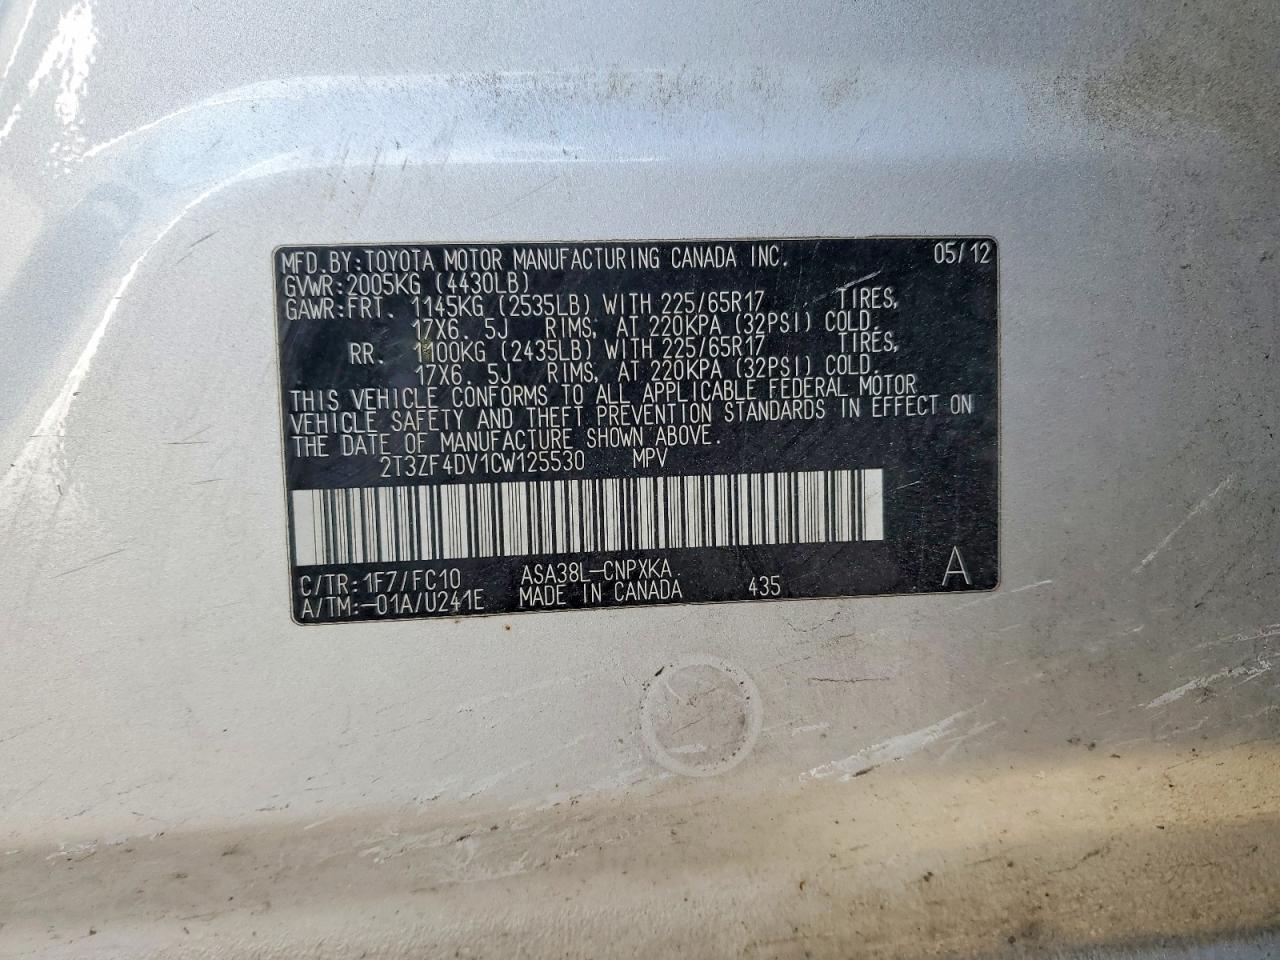 MFD.BY:TOYOTA MOTOR MANUFACTURING CANADA INC. 05/12
GVWR:2005KG (4430LB)
GAWR:FRT. 1145KG (2535LB) WITH 225/65R17 TIRES,
17X6. 5J RIMS, AT 220KPA (32PSI) COLD.
RR. 1100KG (2435LB) WITH 225/65R17 TIRES,
17X6. 5J RIMS, AT 220KPA (32PSI) COLD.
THIS VEHICLE CONFORMS TO ALL APPLICABLE FEDERAL MOTOR
VEHICLE SAFETY AND THEFT PREVENTION STANDARDS IN EFFECT ON
THE DATE OF MANUFACTURE SHOWN ABOVE.
2T3ZF4DV1CW125530 MPV
C/TR:1F7/FC10 ASA38L-CNPXKA
A/TM:-01A/U241E MADE IN CANADA 435 A